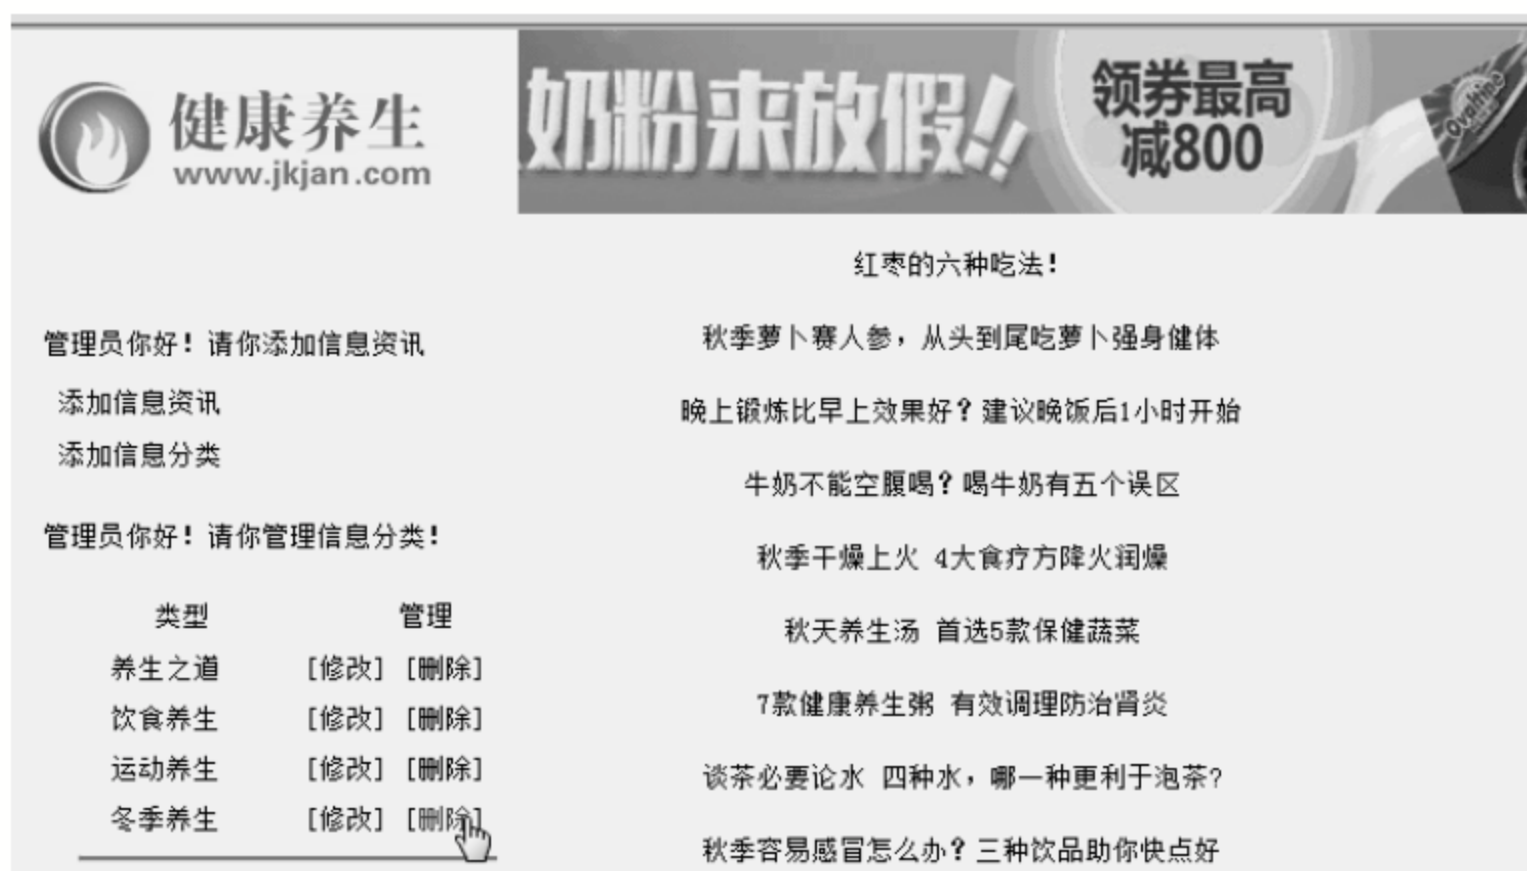 健康养生
www.jkjan.com
奶粉来放假!!
领券最高
减800
Ovaltine
管理员你好！请你添加信息资讯
添加信息资讯
添加信息分类
管理员你好！请你管理信息分类！
类型 管理
养生之道 [修改] [删除]
饮食养生 [修改] [删除]
运动养生 [修改] [删除]
冬季养生 [修改] [删除]
红枣的六种吃法！
秋季萝卜赛人参，从头到尾吃萝卜强身健体
晚上锻炼比早上效果好？建议晚饭后1小时开始
牛奶不能空腹喝？喝牛奶有五个误区
秋季干燥上火 4大食疗方降火润燥
秋天养生汤 首选5款保健蔬菜
7款健康养生粥 有效调理防治肾炎
谈茶必要论水 四种水，哪一种更利于泡茶?
秋季容易感冒怎么办？三种饮品助你快点好